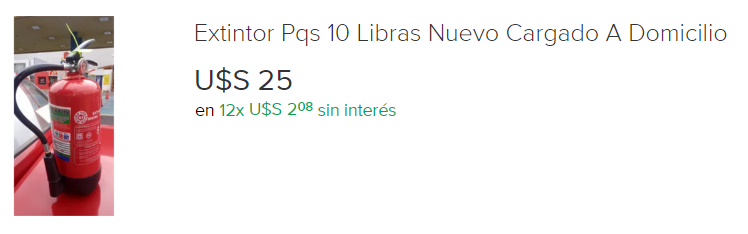 Extintor Pqs 10 Libras Nuevo Cargado A Domicilio
U$S 25
en 12x U$S 2⁰⁸ sin interés